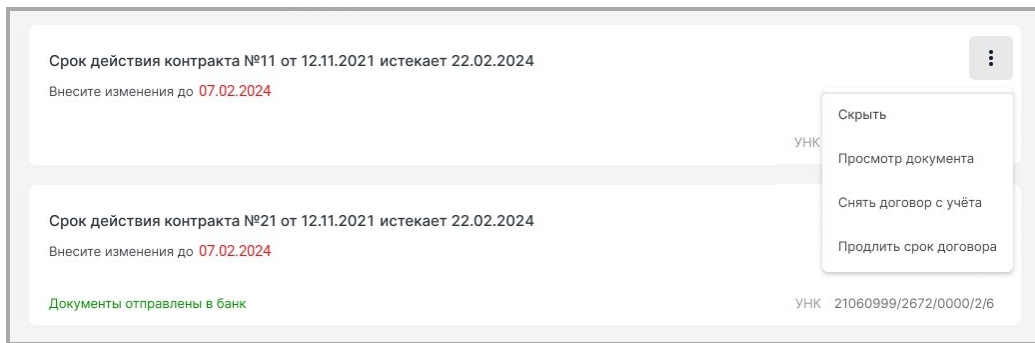 Срок действия контракта №11 от 12.11.2021 истекает 22.02.2024
Внесите изменения до 07.02.2024
УНК
Скрыть
Просмотр документа
Снять договор с учёта
Продлить срок договора
Срок действия контракта №21 от 12.11.2021 истекает 22.02.2024
Внесите изменения до 07.02.2024
Документы отправлены в банк
УНК 21060999/2672/0000/2/6